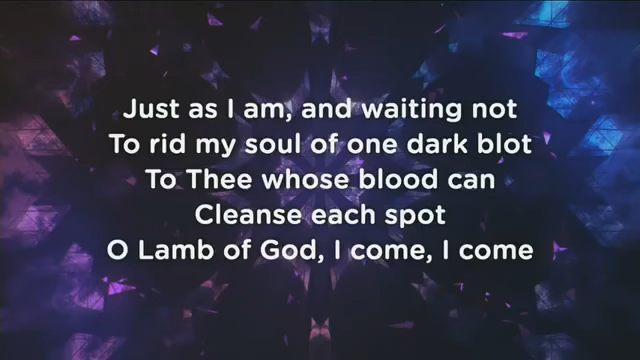 Just as I am, and waiting not
To rid my soul of one dark blot
To Thee whose blood can
Cleanse each spot
O Lamb of God, I come, I come